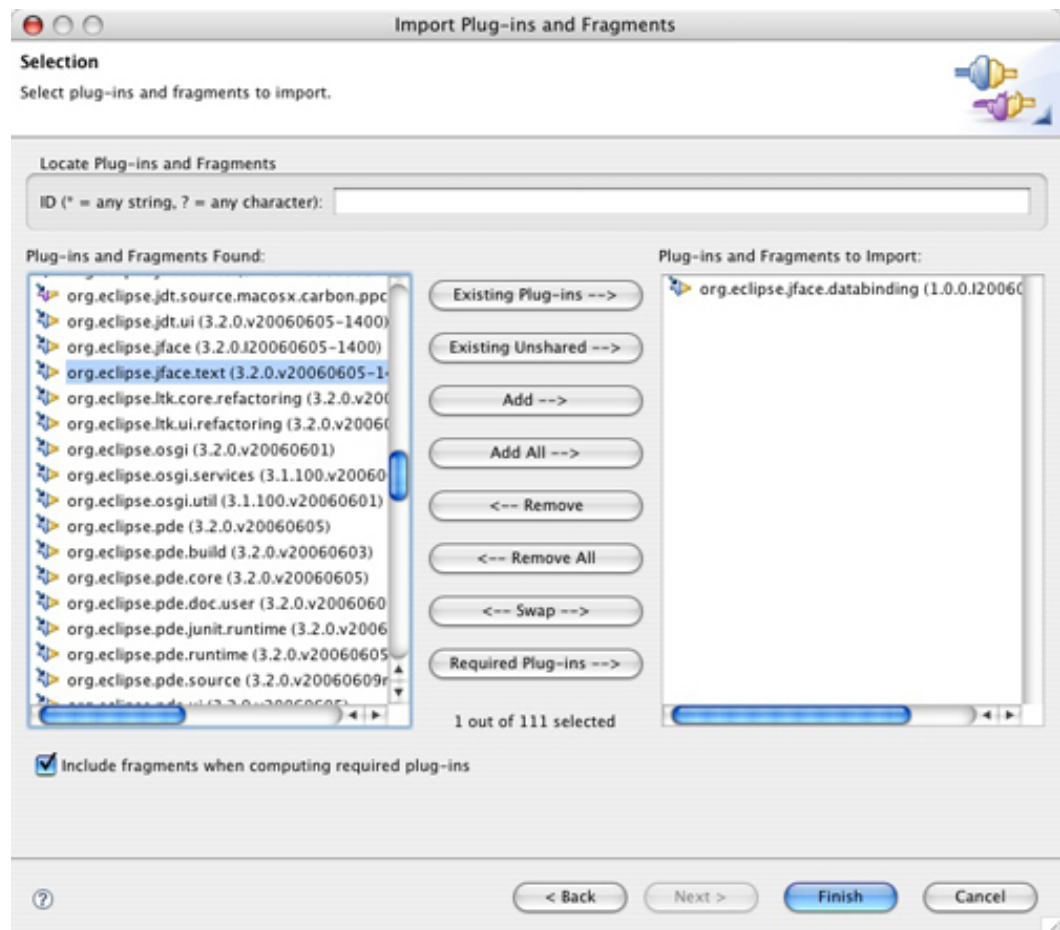 Import Plug-ins and Fragments
Selection
Select plug-ins and fragments to import.
Locate Plug-ins and Fragments
ID (* = any string, ? = any character):
Plug-ins and Fragments Found:
org.eclipse.jdt.source.macosx.carbon.ppc
org.eclipse.jdt.ui (3.2.0.v20060605-1400)
org.eclipse.jface (3.2.0.I20060605-1400)
org.eclipse.jface.text (3.2.0.v20060605-1
org.eclipse.ltk.core.refactoring (3.2.0.v200
org.eclipse.ltk.ui.refactoring (3.2.0.v2006
org.eclipse.osgi (3.2.0.v20060601)
org.eclipse.osgi.services (3.1.100.v20060
org.eclipse.osgi.util (3.1.100.v20060601)
org.eclipse.pde (3.2.0.v20060605)
org.eclipse.pde.build (3.2.0.v20060603)
org.eclipse.pde.core (3.2.0.v20060605)
org.eclipse.pde.doc.user (3.2.0.v2006060
org.eclipse.pde.junit.runtime (3.2.0.v2006
org.eclipse.pde.runtime (3.2.0.v20060605
org.eclipse.pde.source (3.2.0.v20060609r
Existing Plug-ins -->
Existing Unshared -->
Add -->
Add All -->
<-- Remove
<-- Remove All
<-- Swap -->
Required Plug-ins -->
1 out of 111 selected
Plug-ins and Fragments to Import:
org.eclipse.jface.databinding (1.0.0.I2006
Include fragments when computing required plug-ins
?
< Back
Next >
Finish
Cancel